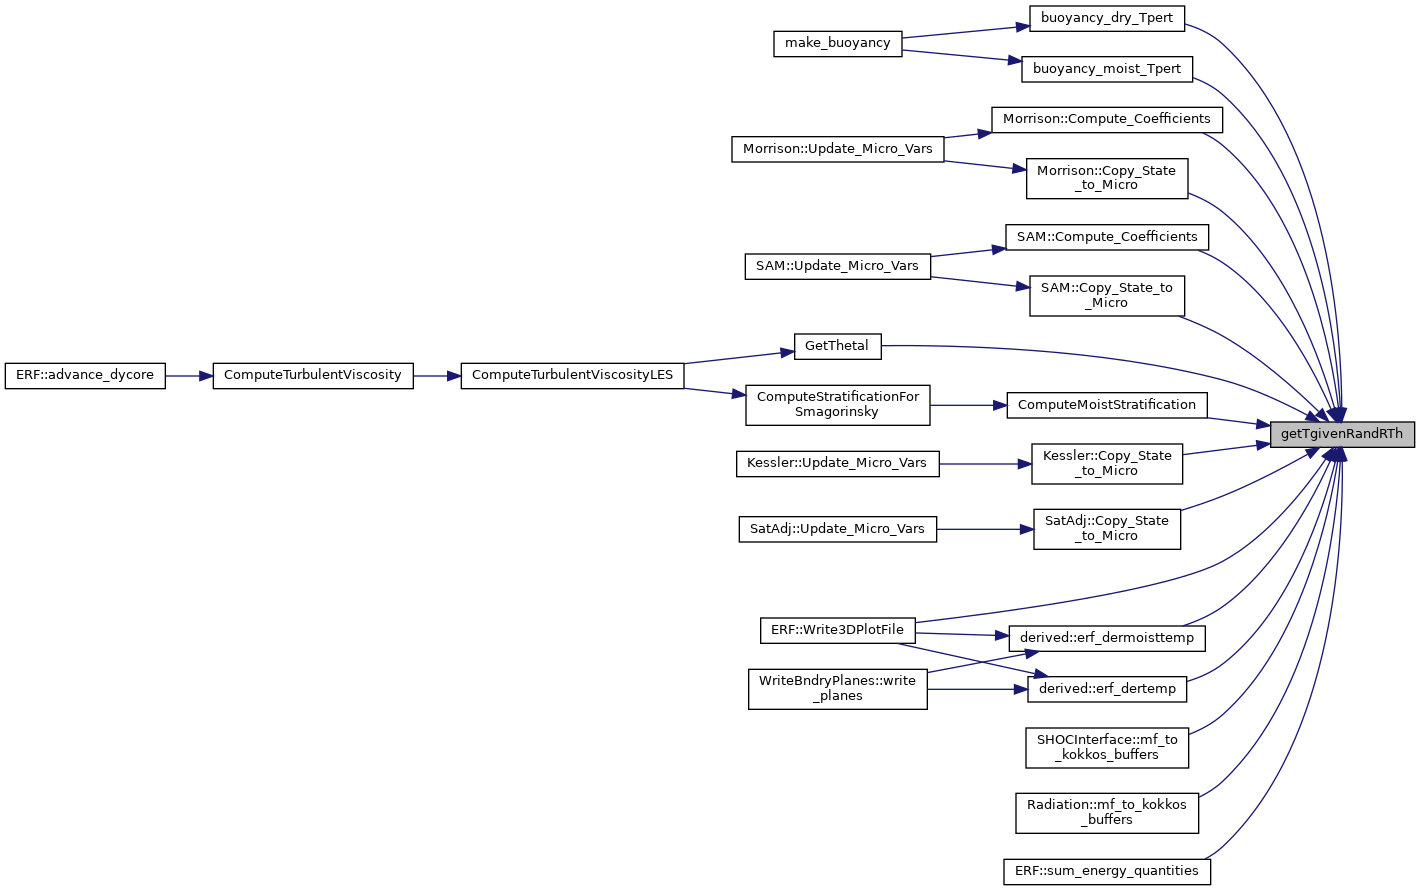 buoyancy_dry_Tpert
make_buoyancy
buoyancy_moist_Tpert
Morrison::Compute_Coefficients
Morrison::Update_Micro_Vars
Morrison::Copy_State
_to_Micro
SAM::Compute_Coefficients
SAM::Update_Micro_Vars
SAM::Copy_State_to
_Micro
GetThetal
ERF::advance_dycore
ComputeTurbulentViscosity
ComputeTurbulentViscosityLES
ComputeStratificationFor
Smagorinsky
ComputeMoistStratification
getTgivenRandRTh
Kessler::Update_Micro_Vars
Kessler::Copy_State
_to_Micro
SatAdj::Update_Micro_Vars
SatAdj::Copy_State
_to_Micro
ERF::Write3DPlotFile
derived::erf_dermoisttemp
WriteBndryPlanes::write
_planes
derived::erf_dertemp
SHOCInterface::mf_to
_kokkos_buffers
Radiation::mf_to_kokkos
_buffers
ERF::sum_energy_quantities